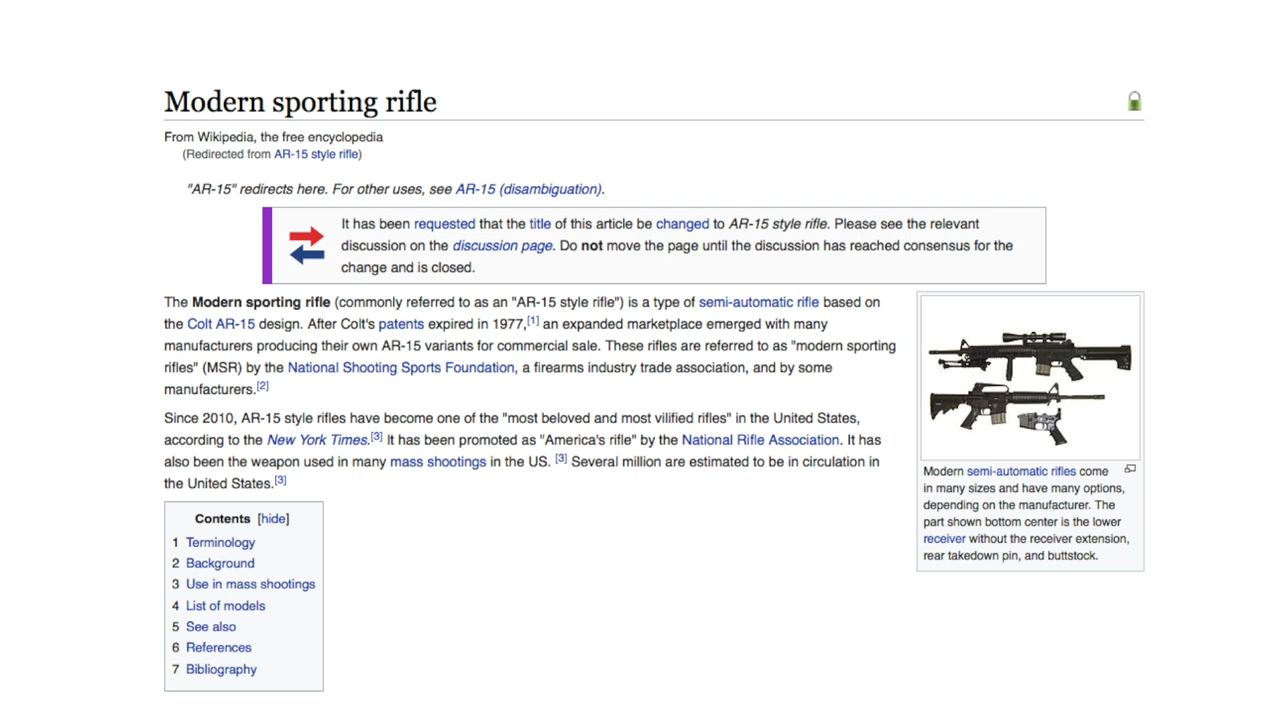 Modern sporting rifle
From Wikipedia, the free encyclopedia
(Redirected from AR-15 style rifle)
"AR-15" redirects here. For other uses, see AR-15 (disambiguation).
It has been requested that the title of this article be changed to AR-15 style rifle. Please see the relevant
discussion on the discussion page. Do not move the page until the discussion has reached consensus for the
change and is closed.
The Modern sporting rifle (commonly referred to as an "AR-15 style rifle") is a type of semi-automatic rifle based on
the Colt AR-15 design. After Colt's patents expired in 1977,[1] an expanded marketplace emerged with many
manufacturers producing their own AR-15 variants for commercial sale. These rifles are referred to as "modern sporting
rifles" (MSR) by the National Shooting Sports Foundation, a firearms industry trade association, and by some
manufacturers.[2]
Since 2010, AR-15 style rifles have become one of the "most beloved and most vilified rifles" in the United States,
according to the New York Times.[3] It has been promoted as "America's rifle" by the National Rifle Association. It has
also been the weapon used in many mass shootings in the US. [3] Several million are estimated to be in circulation in
the United States.[3]
Modern semi-automatic rifles come
in many sizes and have many options,
depending on the manufacturer. The
part shown bottom center is the lower
receiver without the receiver extension,
rear takedown pin, and buttstock.
Contents [hide]
1 Terminology
2 Background
3 Use in mass shootings
4 List of models
5 See also
6 References
7 Bibliography